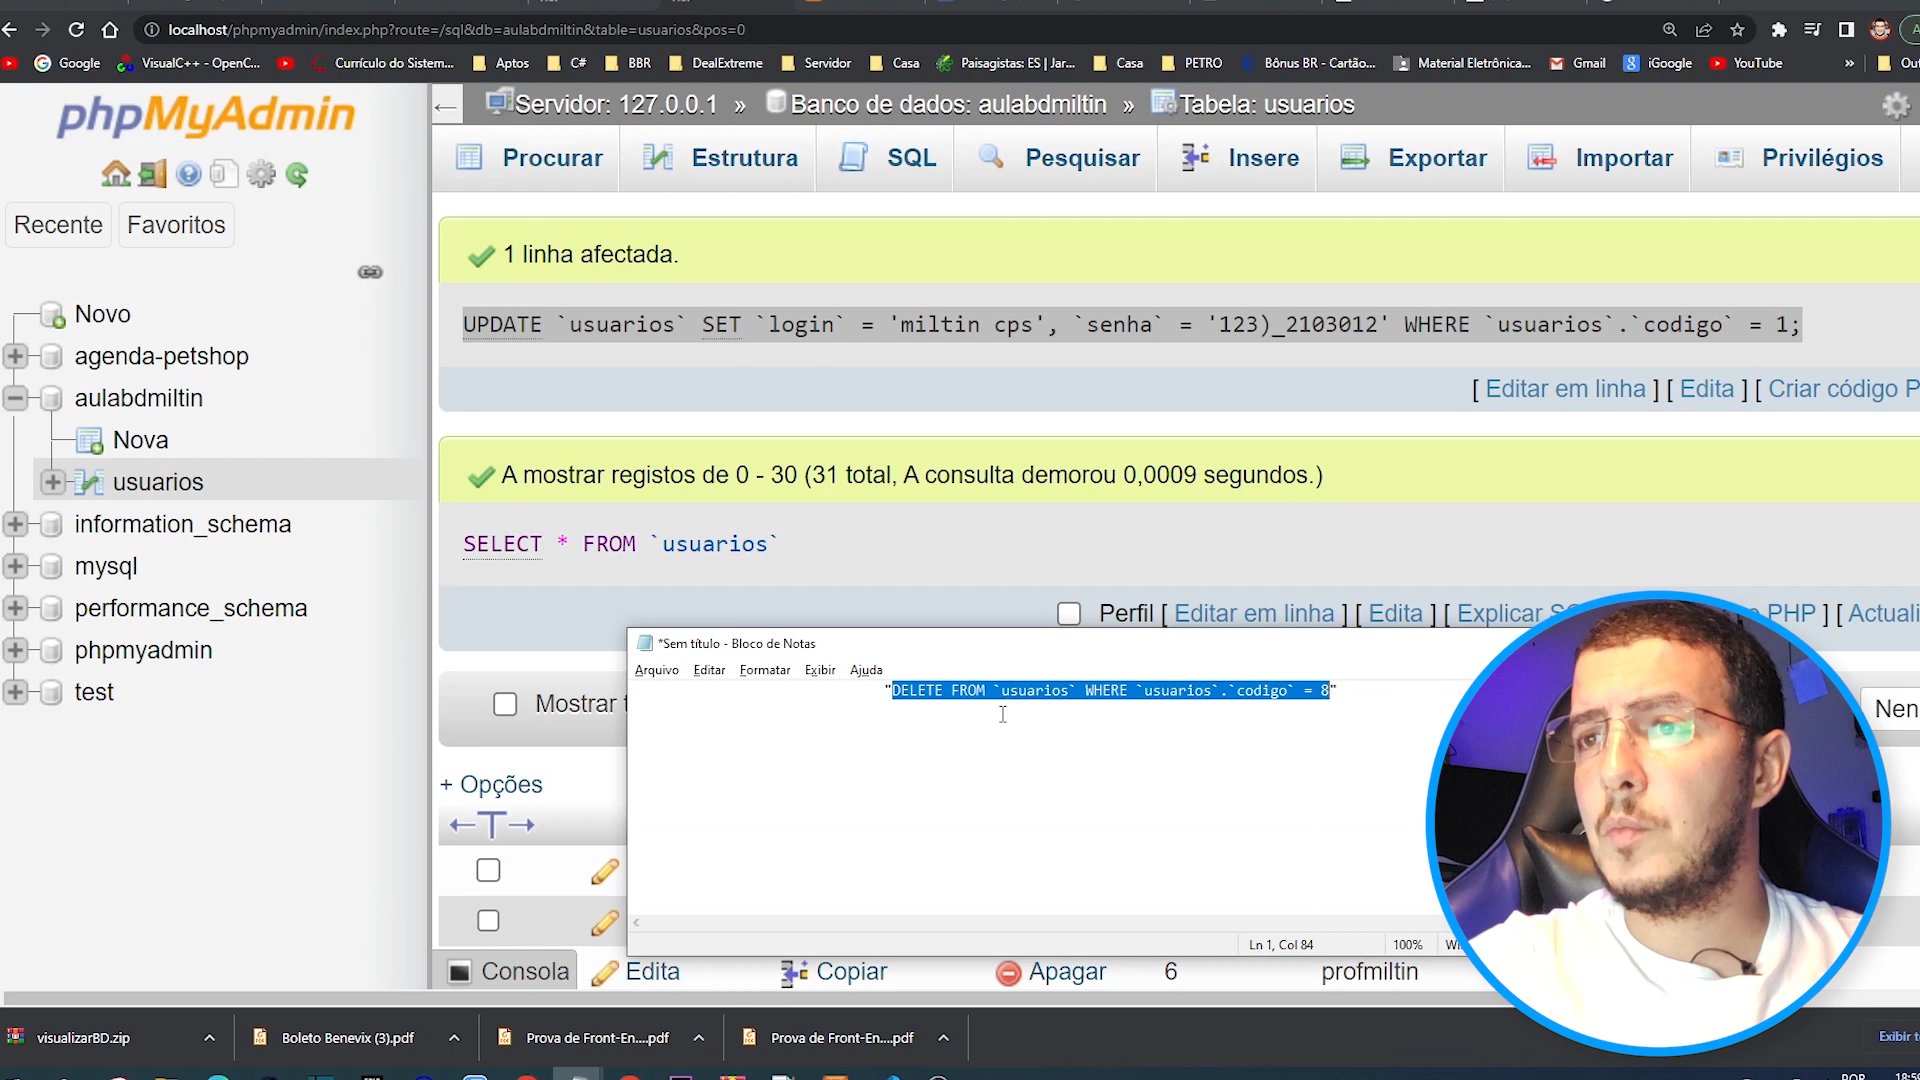 localhost/phpmyadmin/index.php?route=/sql&db=aulabdmiltin&table=usuarios&pos=0
Google
VisualC++ - OpenC...
Currículo do Sistem...
Aptos
C#
BBR
DealExtreme
Servidor
Casa
Paisagistas: ES | Jar...
Casa
PETRO
Bônus BR - Cartão...
Material Eletrônica...
Gmail
iGoogle
YouTube
»
phpMyAdmin
Recente
Favoritos
Novo
agenda-petshop
aulabdmiltin
Nova
usuarios
information_schema
mysql
performance_schema
phpmyadmin
test
Servidor: 127.0.0.1 » Banco de dados: aulabdmiltin » Tabela: usuarios
Procurar
Estrutura
SQL
Pesquisar
Insere
Exportar
Importar
Privilégios
1 linha afectada.
UPDATE `usuarios` SET `login` = 'miltin cps', `senha` = '123)_2103012' WHERE `usuarios`.`codigo` = 1;
[ Editar em linha ] [ Edita ] [ Criar código P
A mostrar registos de 0 - 30 (31 total, A consulta demorou 0,0009 segundos.)
SELECT * FROM `usuarios`
Perfil [ Editar em linha ] [ Edita ] [ Explicar PHP ] [ Actuali
Mostrar
Nen
+ Opções
*Sem título - Bloco de Notas
Arquivo Editar Formatar Exibir Ajuda
"DELETE FROM `usuarios` WHERE `usuarios`.`codigo` = 8"
Ln 1, Col 84
100%
Consola
Edita
Copiar
Apagar
6
profmiltin
visualizarBD.zip
Boleto Benevix (3).pdf
Prova de Front-En....pdf
Prova de Front-En....pdf
Exibir t